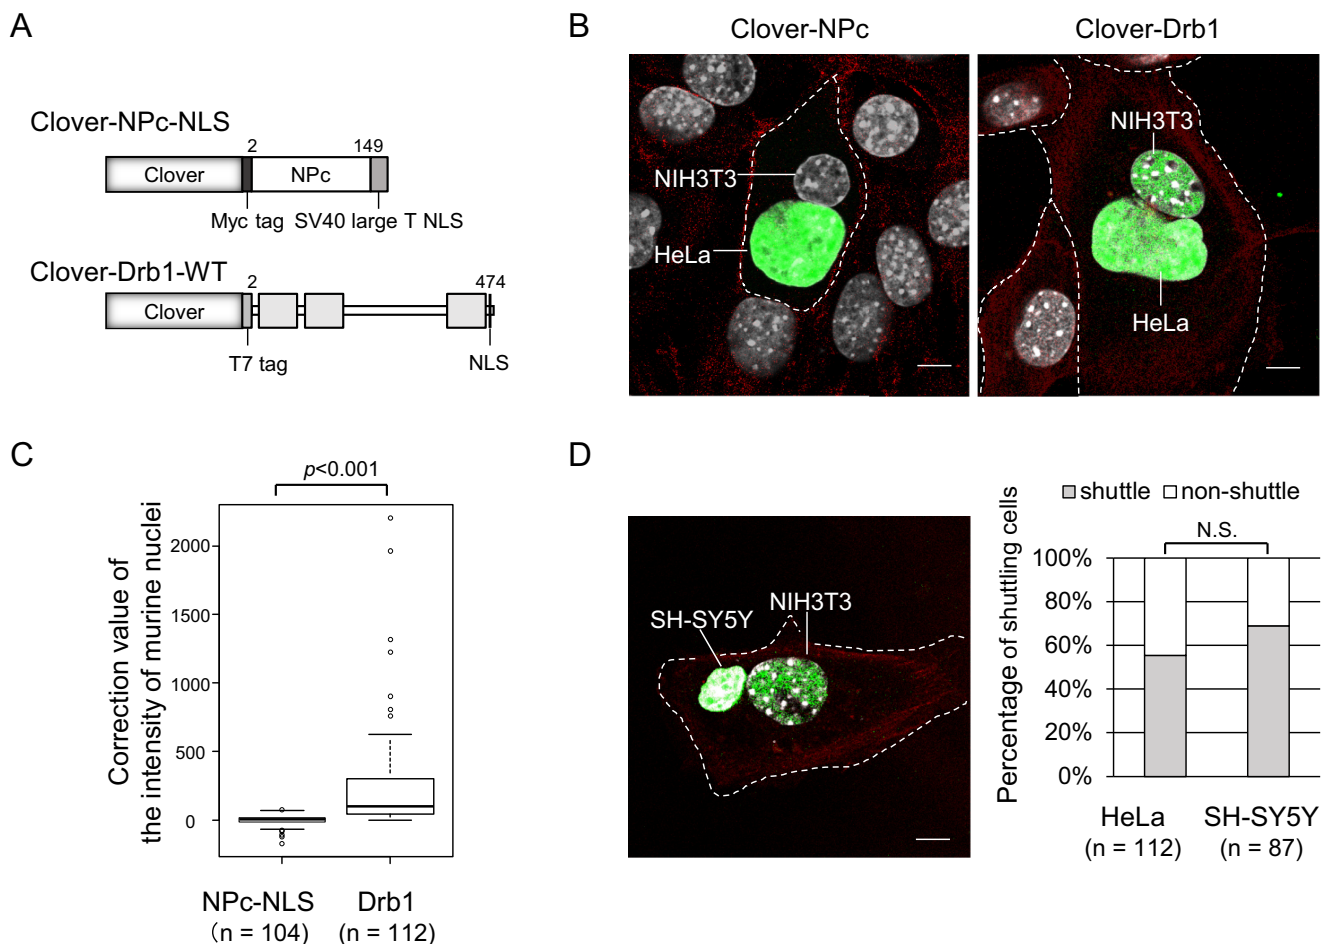 A
Clover-NPc-NLS
2
149
Clover
NPc
Myc tag
SV40 large T NLS
Clover-Drb1-WT
2
474
Clover
T7 tag
NLS
B
Clover-NPc
Clover-Drb1
NIH3T3
HeLa
NIH3T3
HeLa
C
p<0.001
Correction value of
the intensity of murine nuclei
2000
1500
1000
500
0
NPc-NLS
Drb1
(n = 104)
(n = 112)
D
SH-SY5Y
NIH3T3
shuttle
non-shuttle
N.S.
Percentage of shuttling cells
100%
80%
60%
40%
20%
0%
HeLa
SH-SY5Y
(n = 112)
(n = 87)